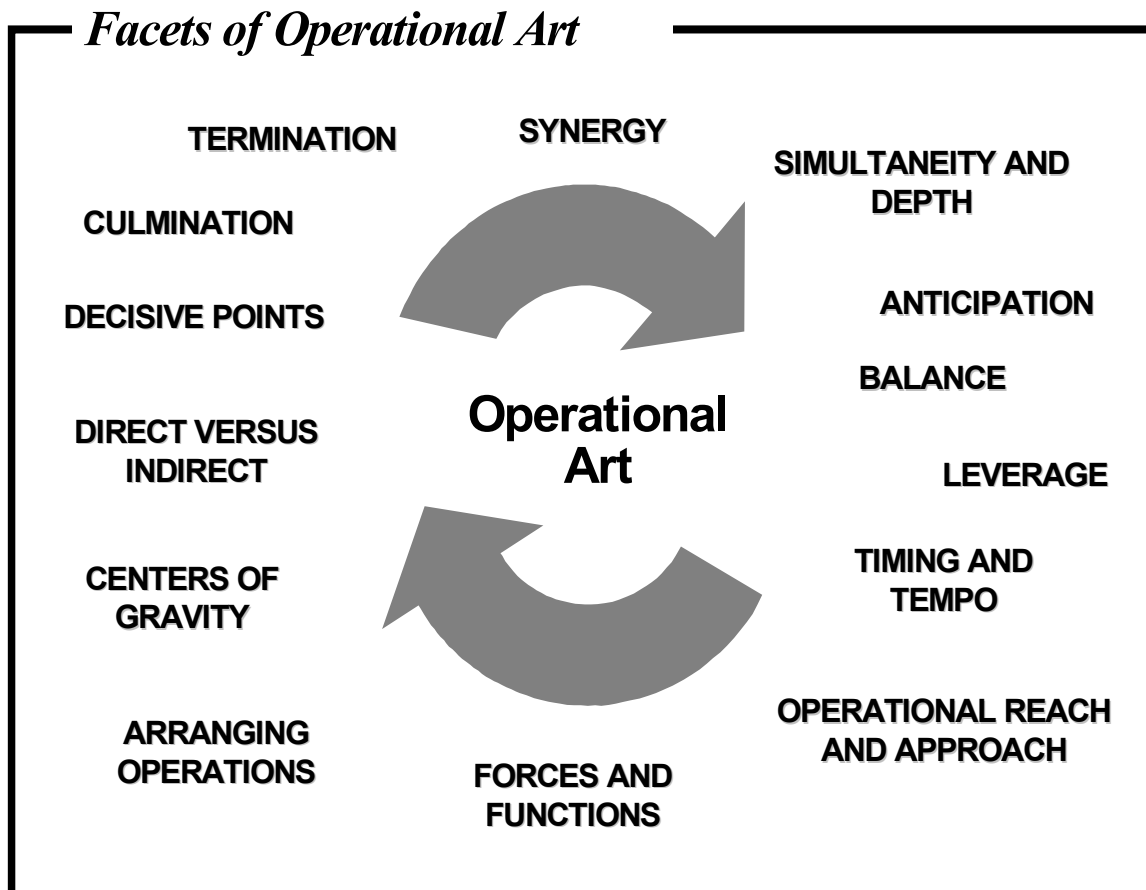 Facets of Operational Art
TERMINATION
SYNERGY
SIMULTANEITY AND
DEPTH
CULMINATION
ANTICIPATION
DECISIVE POINTS
BALANCE
Operational
Art
DIRECT VERSUS
INDIRECT
LEVERAGE
TIMING AND
TEMPO
CENTERS OF
GRAVITY
OPERATIONAL REACH
AND APPROACH
ARRANGING
OPERATIONS
FORCES AND
FUNCTIONS